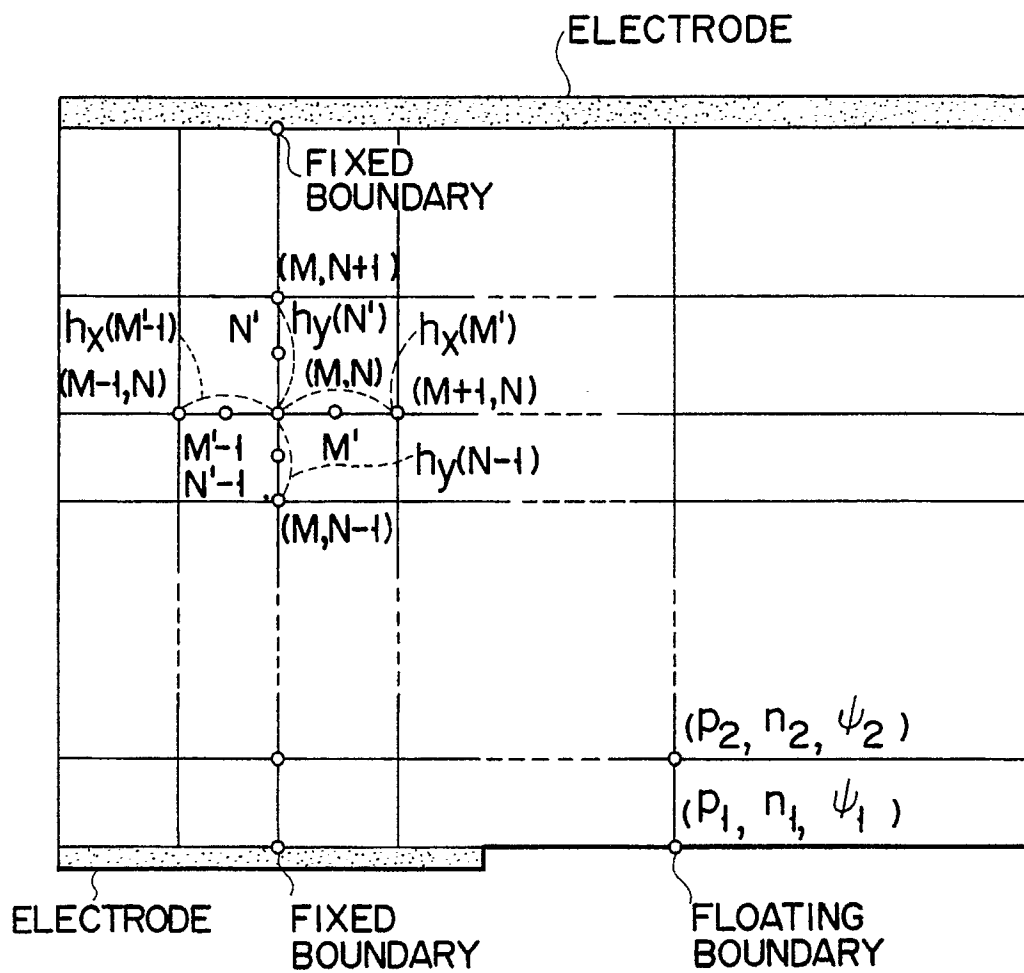 ELECTRODE
FIXED
BOUNDARY
(M,N+1)
hx(M'-1)
N'
hy(N')
hx(M')
(M-1,N)
(M,N)
(M+1,N)
M'-1
M'
N'-1
hy(N-1)
(M,N-1)
(p2, n2, ψ2)
(p1, n1, ψ1)
ELECTRODE
FIXED
BOUNDARY
FLOATING
BOUNDARY